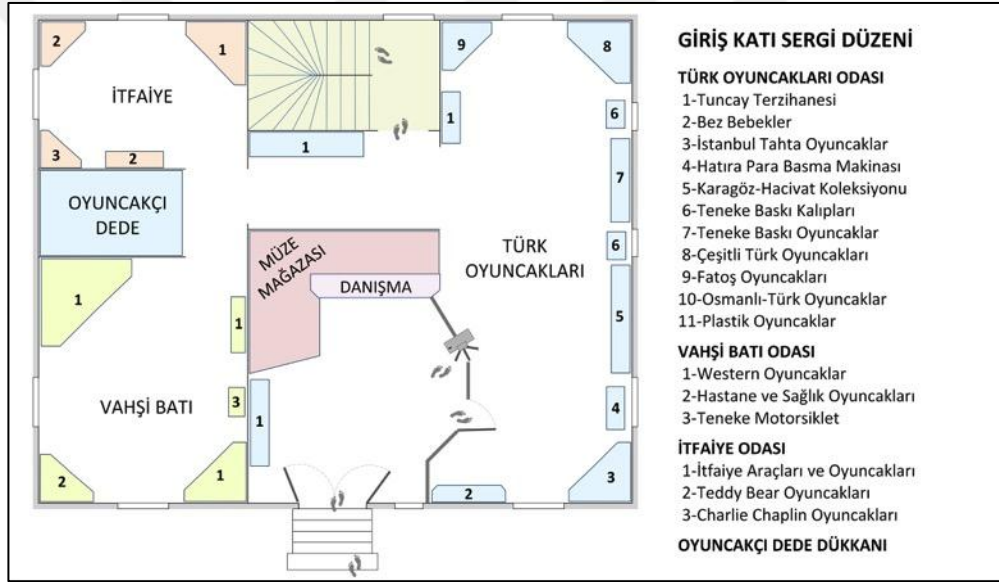 2
1
İTFAİYE
3
2
OYUNCAKÇI
DEDE
1
1
3
VAHŞİ BATI
2
1
1
MÜZE
MAĞAZASI
DANIŞMA
1
9
8
1
6
7
6
TÜRK
OYUNCAKLARI
5
4
3
2
GİRİŞ KATI SERGİ DÜZENİ
TÜRK OYUNCAKLARI ODASI
1-Tuncay Terzihanesi
2-Bez Bebekler
3-İstanbul Tahta Oyuncaklar
4-Hatıra Para Basma Makinası
5-Karagöz-Hacivat Koleksiyonu
6-Teneke Baskı Kalıpları
7-Teneke Baskı Oyuncaklar
8-Çeşitli Türk Oyuncakları
9-Fatoş Oyuncakları
10-Osmanlı-Türk Oyuncaklar
11-Plastik Oyuncaklar
VAHŞİ BATI ODASI
1-Western Oyuncaklar
2-Hastane ve Sağlık Oyuncakları
3-Teneke Motorsiklet
İTFAİYE ODASI
1-İtfaiye Araçları ve Oyuncakları
2-Teddy Bear Oyuncakları
3-Charlie Chaplin Oyuncakları
OYUNCAKÇI DEDE DÜKKANI